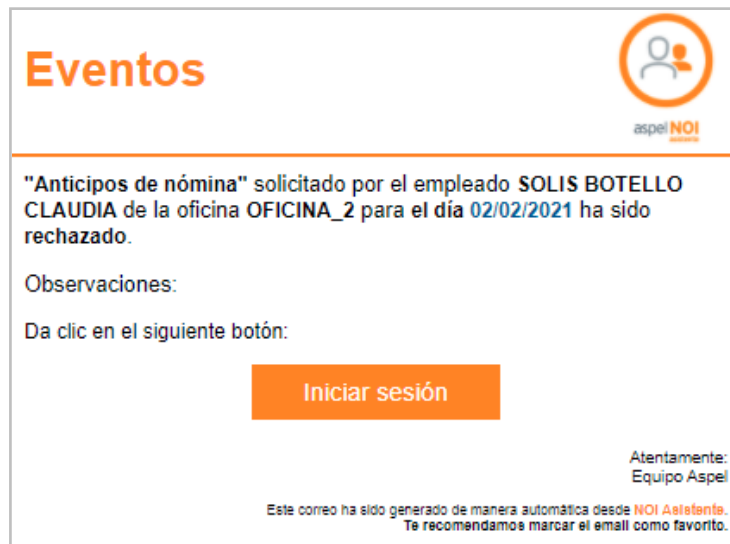 Eventos
aspel NOI
asistente
"Anticipos de nómina" solicitado por el empleado SOLIS BOTELLO
CLAUDIA de la oficina OFICINA_2 para el día 02/02/2021 ha sido
rechazado.
Observaciones:
Da clic en el siguiente botón:
Iniciar sesión
Atentamente:
Equipo Aspel
Este correo ha sido generado de manera automática desde NOI Asistente.
Te recomendamos marcar el email como favorito.